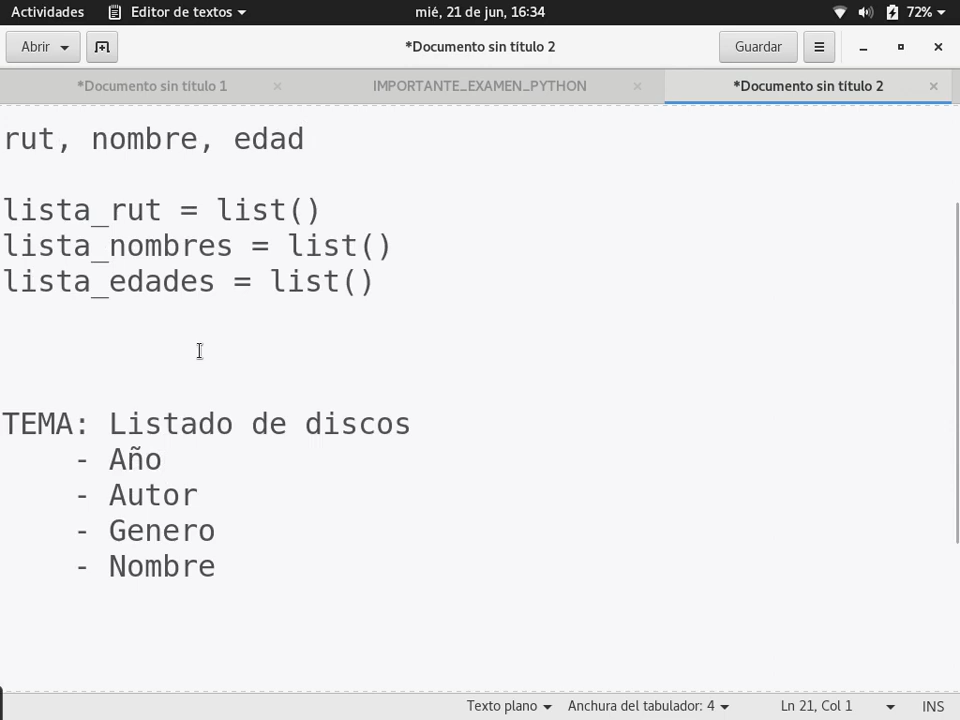 Actividades Editor de textos mié, 21 de jun, 16:34 72%
Abrir *Documento sin título 2 Guardar
*Documento sin título 1 IMPORTANTE_EXAMEN_PYTHON *Documento sin título 2
rut, nombre, edad
lista_rut = list()
lista_nombres = list()
lista_edades = list()
TEMA: Listado de discos
- Año
- Autor
- Genero
- Nombre
Texto plano Anchura del tabulador: 4 Ln 21, Col 1 INS